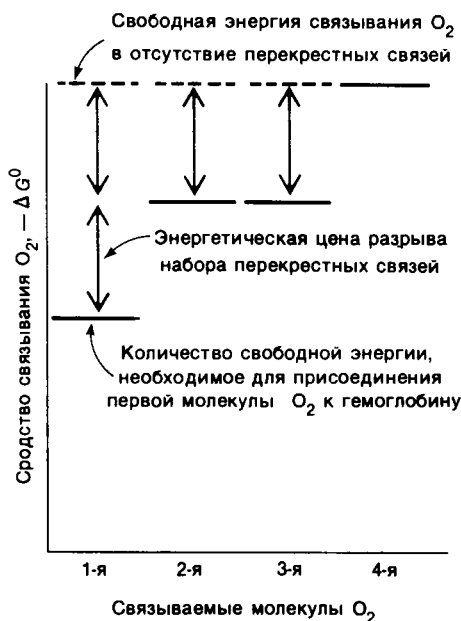 Свободная энергия связывания O₂
в отсутствие перекрестных связей
Сродство связывания O₂, — ΔG⁰
Энергетическая цена разрыва
набора перекрестных связей
Количество свободной энергии,
необходимое для присоединения
первой молекулы O₂ к гемоглобину
1-я 2-я 3-я 4-я
Связываемые молекулы O₂